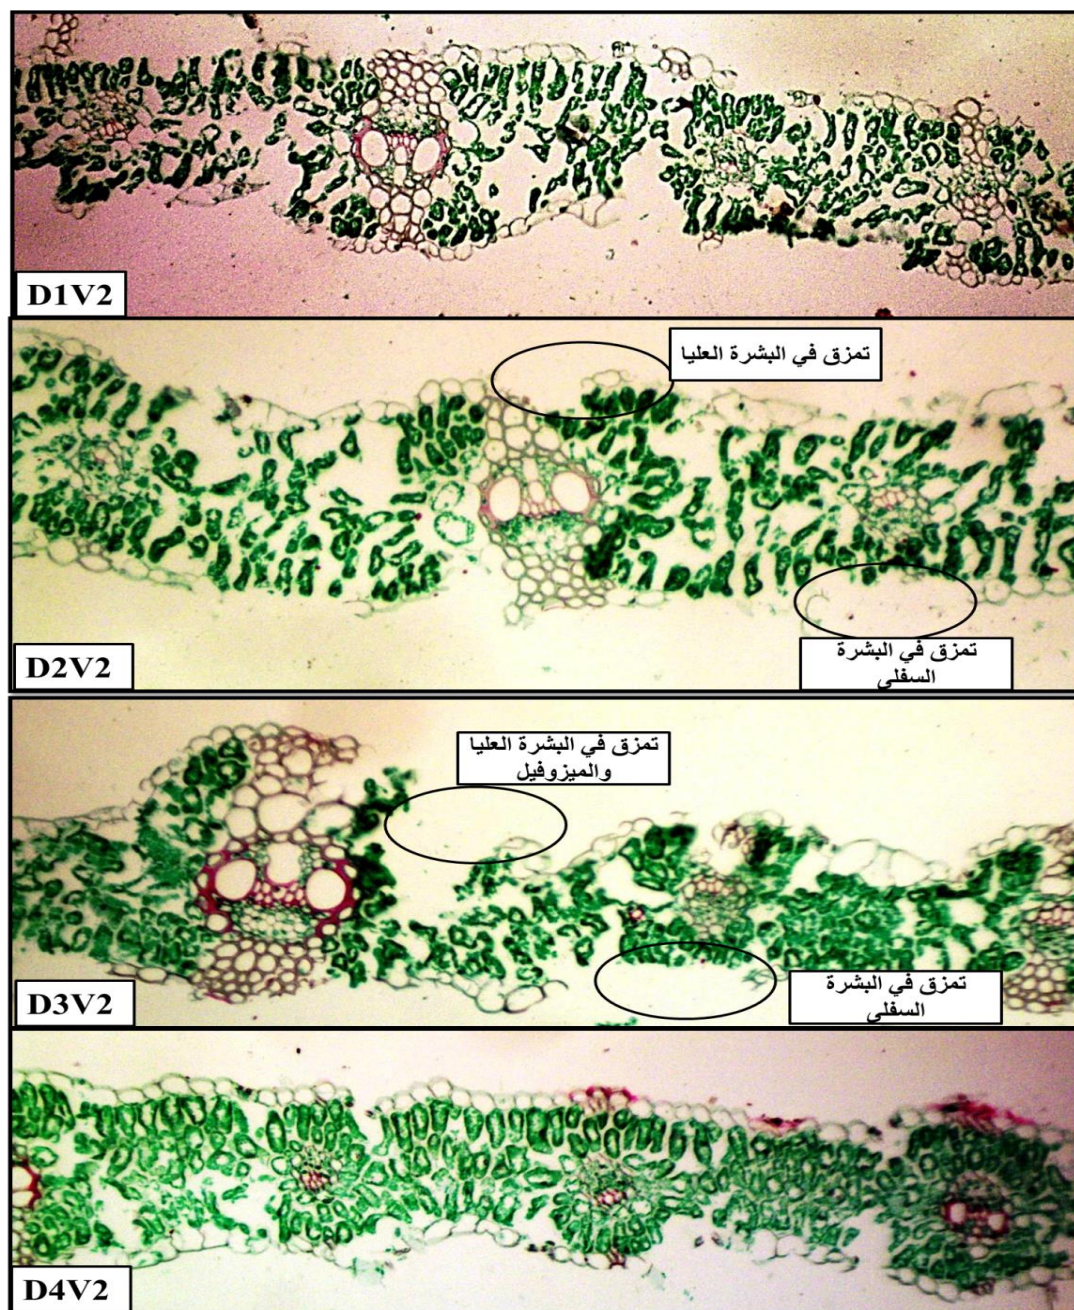 D1V2
تمزق في البشرة العليا
D2V2
تمزق في البشرة
السفلى
تمزق في البشرة العليا
والميزوفيل
D3V2
تمزق في البشرة
السفلى
D4V2